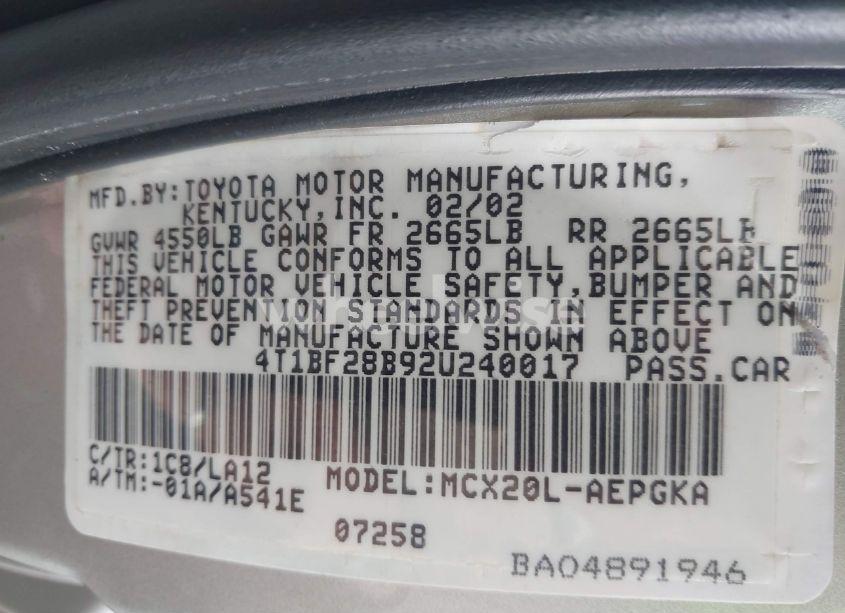 MFD.BY:TOYOTA MOTOR MANUFACTURING,
KENTUCKY,INC. 02/02
GVWR 4550LB GAWR FR 2665LB RR 2665LB
THIS VEHICLE CONFORMS TO ALL APPLICABLE
FEDERAL MOTOR VEHICLE SAFETY,BUMPER AND
THEFT PREVENTION STANDARDS IN EFFECT ON
THE DATE OF MANUFACTURE SHOWN ABOVE
4T1BF28B92U240017 PASS.CAR
C/TR:1C8/LA12
A/TM:-01A/A541E
MODEL:MCX20L-AEPGKA
07258
BA04891946